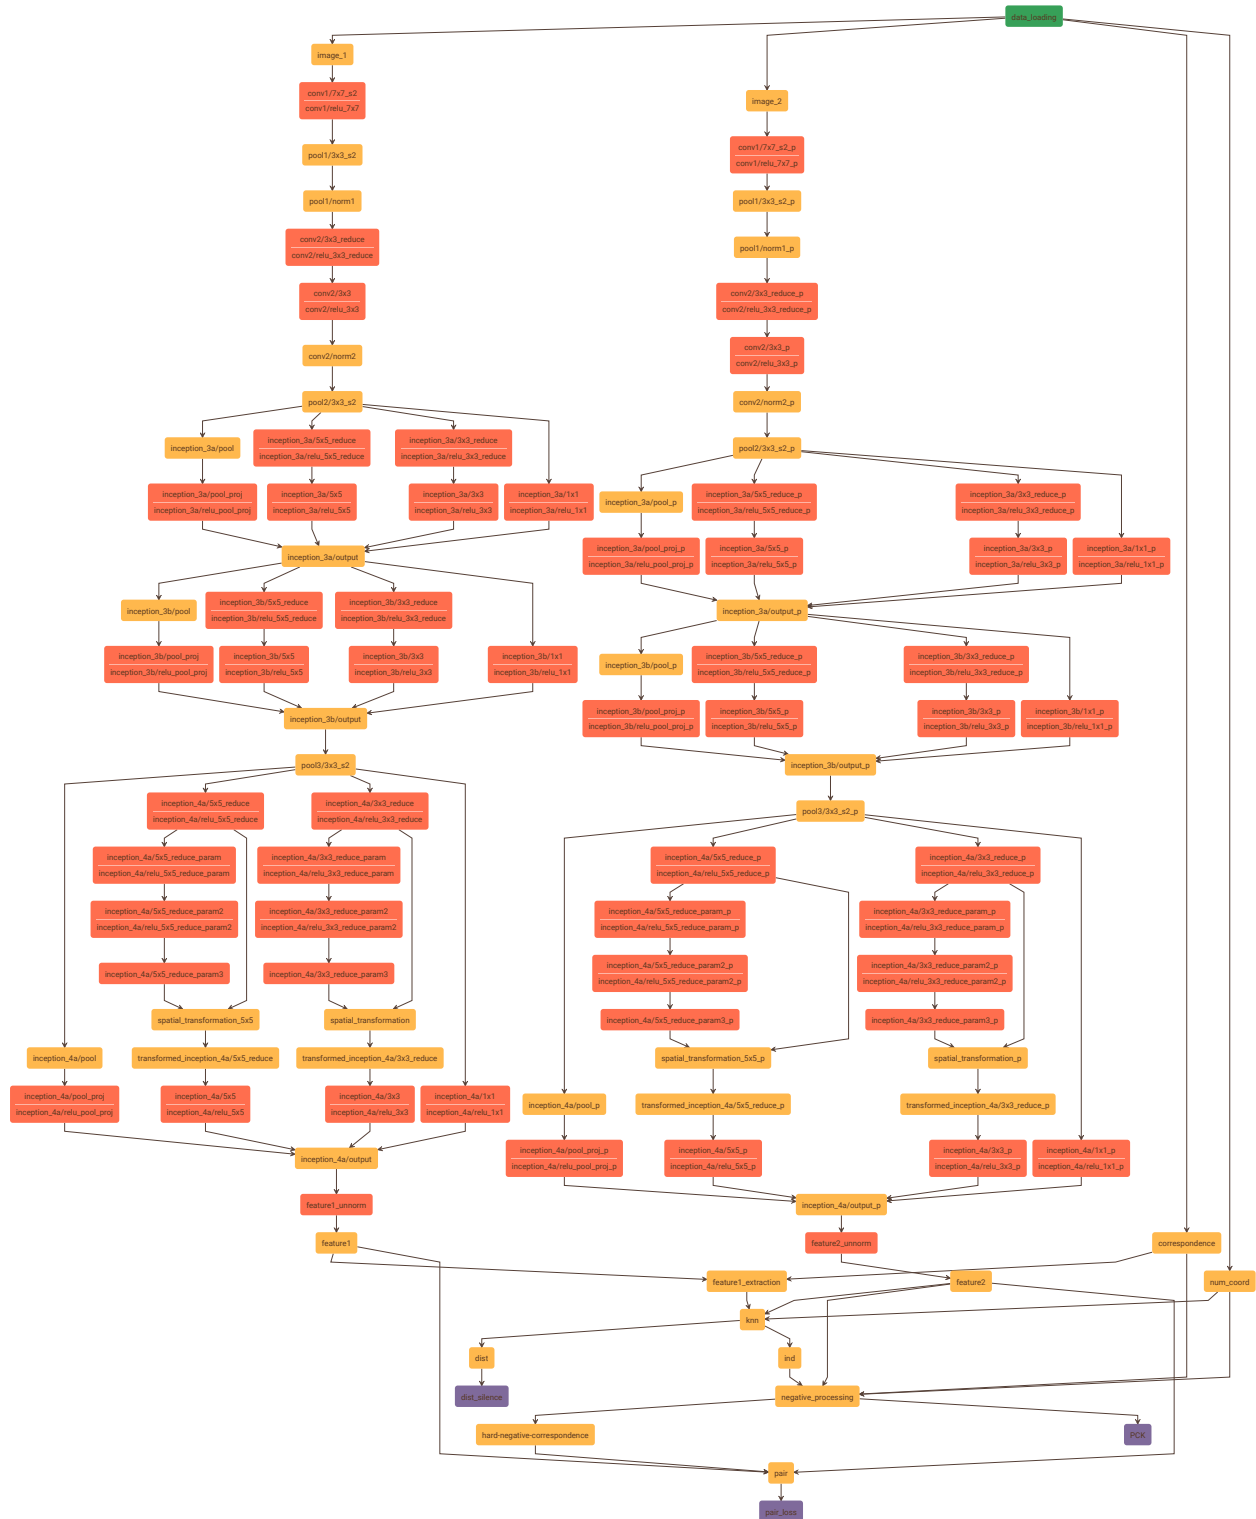 data_loading
image_1
image_2
conv1/7x7_s2
conv1/relu_7x7
conv1/7x7_s2_p
conv1/relu_7x7_p
pool1/3x3_s2
pool1/3x3_s2_p
pool1/norm1
pool1/norm1_p
conv2/3x3_reduce
conv2/relu_3x3_reduce
conv2/3x3_reduce_p
conv2/relu_3x3_reduce_p
conv2/3x3
conv2/relu_3x3
conv2/3x3_p
conv2/relu_3x3_p
conv2/norm2
conv2/norm2_p
pool2/3x3_s2
pool2/3x3_s2_p
inception_3a/pool
inception_3a/5x5_reduce
inception_3a/relu_5x5_reduce
inception_3a/3x3_reduce
inception_3a/relu_3x3_reduce
inception_3a/pool_proj
inception_3a/relu_pool_proj
inception_3a/5x5
inception_3a/relu_5x5
inception_3a/3x3
inception_3a/relu_3x3
inception_3a/1x1
inception_3a/relu_1x1
inception_3a/pool_p
inception_3a/5x5_reduce_p
inception_3a/relu_5x5_reduce_p
inception_3a/3x3_reduce_p
inception_3a/relu_3x3_reduce_p
inception_3a/output
inception_3a/pool_proj_p
inception_3a/relu_pool_proj_p
inception_3a/5x5_p
inception_3a/relu_5x5_p
inception_3a/3x3_p
inception_3a/relu_3x3_p
inception_3a/1x1_p
inception_3a/relu_1x1_p
inception_3b/pool
inception_3b/5x5_reduce
inception_3b/relu_5x5_reduce
inception_3b/3x3_reduce
inception_3b/relu_3x3_reduce
inception_3a/output_p
inception_3b/pool_proj
inception_3b/relu_pool_proj
inception_3b/5x5
inception_3b/relu_5x5
inception_3b/3x3
inception_3b/relu_3x3
inception_3b/1x1
inception_3b/relu_1x1
inception_3b/pool_p
inception_3b/5x5_reduce_p
inception_3b/relu_5x5_reduce_p
inception_3b/3x3_reduce_p
inception_3b/relu_3x3_reduce_p
inception_3b/output
inception_3b/pool_proj_p
inception_3b/relu_pool_proj_p
inception_3b/5x5_p
inception_3b/relu_5x5_p
inception_3b/3x3_p
inception_3b/relu_3x3_p
inception_3b/1x1_p
inception_3b/relu_1x1_p
pool3/3x3_s2
inception_3b/output_p
inception_4a/5x5_reduce
inception_4a/relu_5x5_reduce
inception_4a/3x3_reduce
inception_4a/relu_3x3_reduce
pool3/3x3_s2_p
inception_4a/5x5_reduce_param
inception_4a/relu_5x5_reduce_param
inception_4a/3x3_reduce_param
inception_4a/relu_3x3_reduce_param
inception_4a/5x5_reduce_p
inception_4a/relu_5x5_reduce_p
inception_4a/3x3_reduce_p
inception_4a/relu_3x3_reduce_p
inception_4a/5x5_reduce_param2
inception_4a/relu_5x5_reduce_param2
inception_4a/3x3_reduce_param2
inception_4a/relu_3x3_reduce_param2
inception_4a/5x5_reduce_param_p
inception_4a/relu_5x5_reduce_param_p
inception_4a/3x3_reduce_param_p
inception_4a/relu_3x3_reduce_param_p
inception_4a/5x5_reduce_param3
inception_4a/3x3_reduce_param3
inception_4a/5x5_reduce_param2_p
inception_4a/relu_5x5_reduce_param2_p
inception_4a/3x3_reduce_param2_p
inception_4a/relu_3x3_reduce_param2_p
spatial_transformation_5x5
spatial_transformation
inception_4a/5x5_reduce_param3_p
inception_4a/3x3_reduce_param3_p
inception_4a/pool
transformed_inception_4a/5x5_reduce
transformed_inception_4a/3x3_reduce
spatial_transformation_5x5_p
spatial_transformation_p
inception_4a/pool_proj
inception_4a/relu_pool_proj
inception_4a/5x5
inception_4a/relu_5x5
inception_4a/3x3
inception_4a/relu_3x3
inception_4a/1x1
inception_4a/relu_1x1
inception_4a/pool_p
transformed_inception_4a/5x5_reduce_p
transformed_inception_4a/3x3_reduce_p
inception_4a/output
inception_4a/pool_proj_p
inception_4a/relu_pool_proj_p
inception_4a/5x5_p
inception_4a/relu_5x5_p
inception_4a/3x3_p
inception_4a/relu_3x3_p
inception_4a/1x1_p
inception_4a/relu_1x1_p
feature1_unnorm
inception_4a/output_p
feature1
feature2_unnorm
correspondence
feature1_extraction
feature2
num_coord
knn
dist
ind
dist_silence
negative_processing
hard-negative-correspondence
PCK
pair
pair_loss